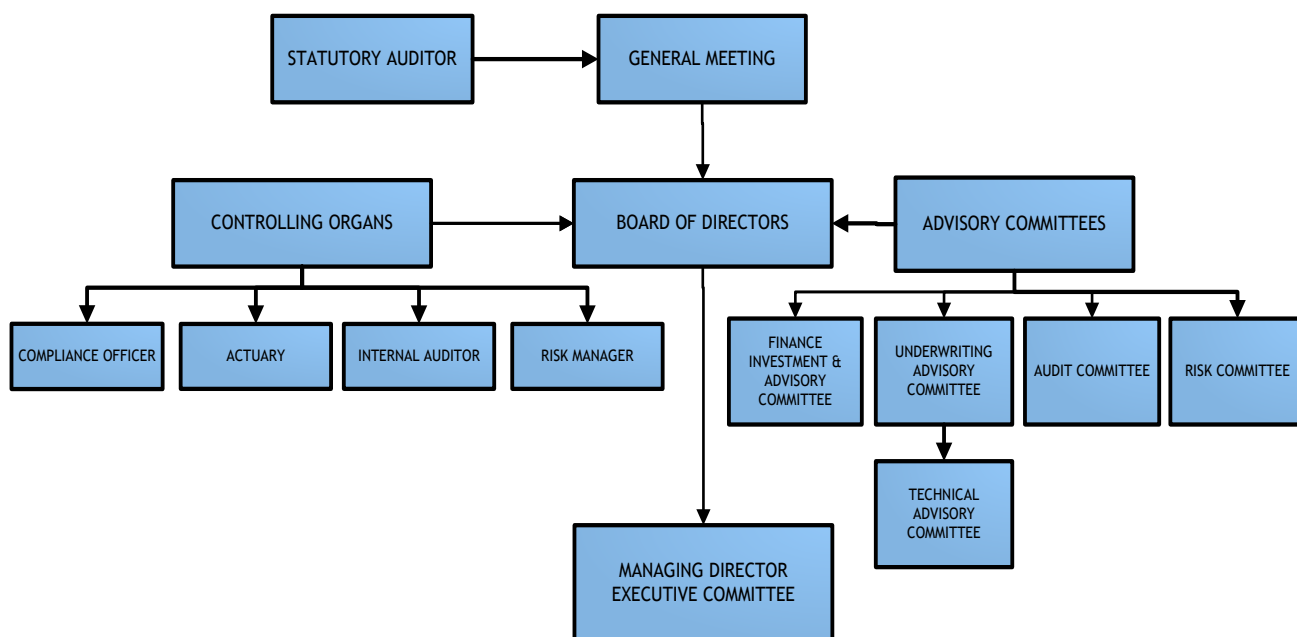 STATUTORY AUDITOR
GENERAL MEETING
CONTROLLING ORGANS
BOARD OF DIRECTORS
ADVISORY COMMITTEES
COMPLIANCE OFFICER
ACTUARY
INTERNAL AUDITOR
RISK MANAGER
FINANCE
INVESTMENT &
ADVISORY
COMMITTEE
UNDERWRITING
ADVISORY
COMMITTEE
AUDIT COMMITTEE
RISK COMMITTEE
TECHNICAL
ADVISORY
COMMITTEE
MANAGING DIRECTOR
EXECUTIVE COMMITTEE